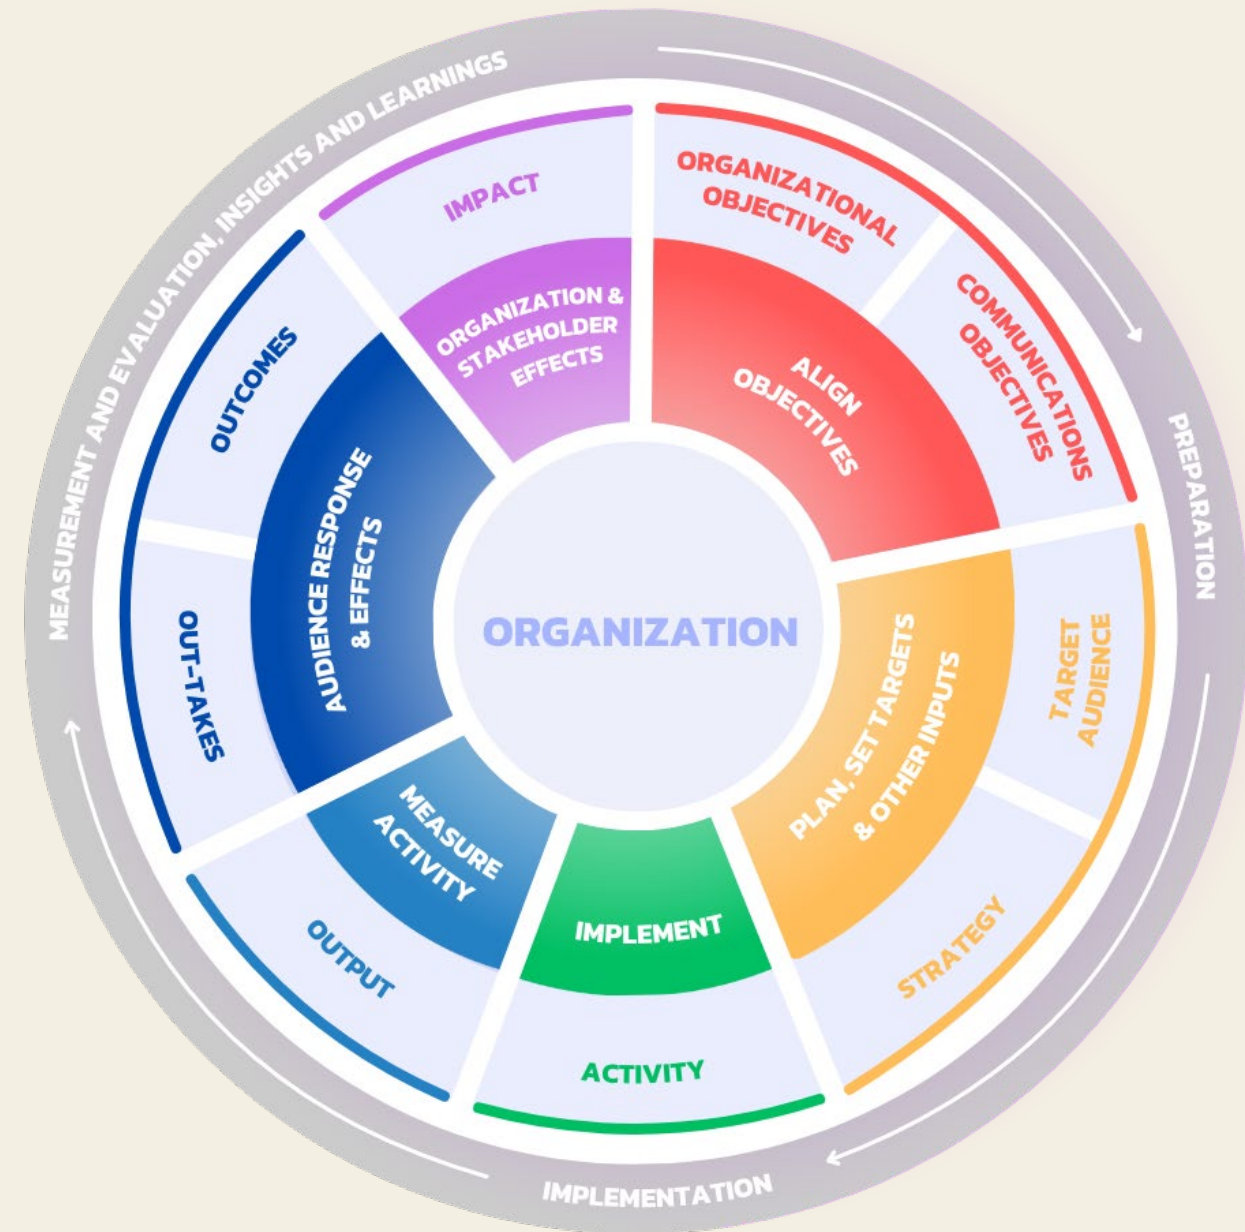 MEASUREMENT AND EVALUATION, INSIGHTS AND LEARNINGS
PREPARATION
IMPLEMENTATION
ORGANIZATIONAL
OBJECTIVES
COMMUNICATIONS
OBJECTIVES
ALIGN
OBJECTIVES
TARGET
AUDIENCE
STRATEGY
PLAN, SET TARGETS
& OTHER INPUTS
ACTIVITY
IMPLEMENT
OUTPUT
MEASURE
ACTIVITY
OUT-TAKES
OUTCOMES
AUDIENCE RESPONSE
& EFFECTS
IMPACT
ORGANIZATION &
STAKEHOLDER
EFFECTS
ORGANIZATION